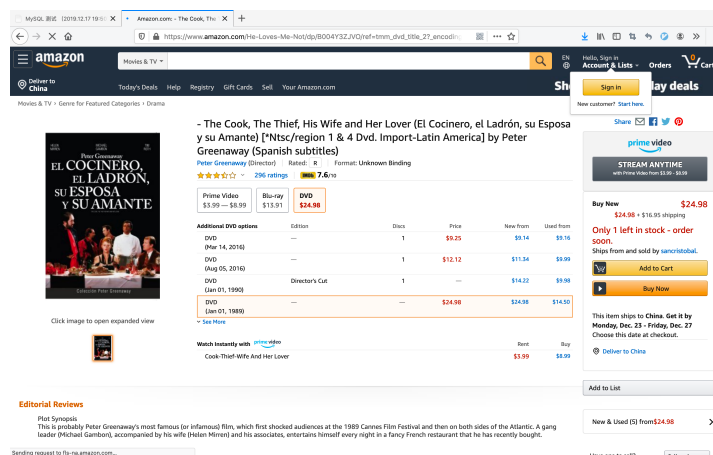 MySQL 测试 (2019.12.17 19:5
Amazon.com: - The Cook, The
https://www.amazon.com/He-Loves-Me-Not/dp/B004Y3ZJVO/ref=tmm_dvd_title_2?_encoding
amazon
Movies & TV
EN
Hello, Sign in
Account & Lists
Orders
0
Cart
Deliver to
China
Today's Deals Help Registry Gift Cards Sell Your Amazon.com
Sh
day deals
Sign in
New customer? Start here.
Movies & TV › Genre for Featured Categories › Drama
- The Cook, The Thief, His Wife and Her Lover (El Cocinero, el Ladrón, su Esposa
y su Amante) [*Ntsc/region 1 & 4 Dvd. Import-Latin America] by Peter
Greenaway (Spanish subtitles)
Peter Greenaway (Director) Rated: R Format: Unknown Binding
296 ratings IMDb 7.6/10
Peter Greenaway's
EL COCINERO,
EL LADRÓN,
SU ESPOSA
Y SU AMANTE
Colección Peter Greenaway
Click image to open expanded view
Prime Video
$3.99 — $8.99
Blu-ray
$13.91
DVD
$24.98
Additional DVD options Edition Discs Price New from Used from
DVD — 1 $9.25 $9.14 $9.16
(Mar 14, 2016)
DVD — 1 $12.12 $11.34 $9.99
(Aug 05, 2016)
DVD Director's Cut 1 — $14.22 $9.98
(Jan 01, 1990)
DVD — — $24.98 $24.98 $14.50
(Jan 01, 1989)
See More
Watch Instantly with prime video Rent Buy
Cook-Thief-Wife And Her Lover $3.99 $8.99
Share
prime video
STREAM ANYTIME
with Prime Video from $3.99 - $8.99
Buy New $24.98
$24.98 + $16.95 shipping
Only 1 left in stock - order
soon.
Ships from and sold by sancristobal.
Add to Cart
Buy Now
This item ships to China. Get it by
Monday, Dec. 23 - Friday, Dec. 27
Choose this date at checkout.
Deliver to China
Add to List
New & Used (5) from $24.98
Editorial Reviews
Plot Synopsis
This is probably Peter Greenaway's most famous (or infamous) film, which first shocked audiences at the 1989 Cannes Film Festival and then on both sides of the Atlantic. A gang
leader (Michael Gambon), accompanied by his wife (Helen Mirren) and his associates, entertains himself every night in a fancy French restaurant that he has recently bought.
Sending request to fls-na.amazon.com...